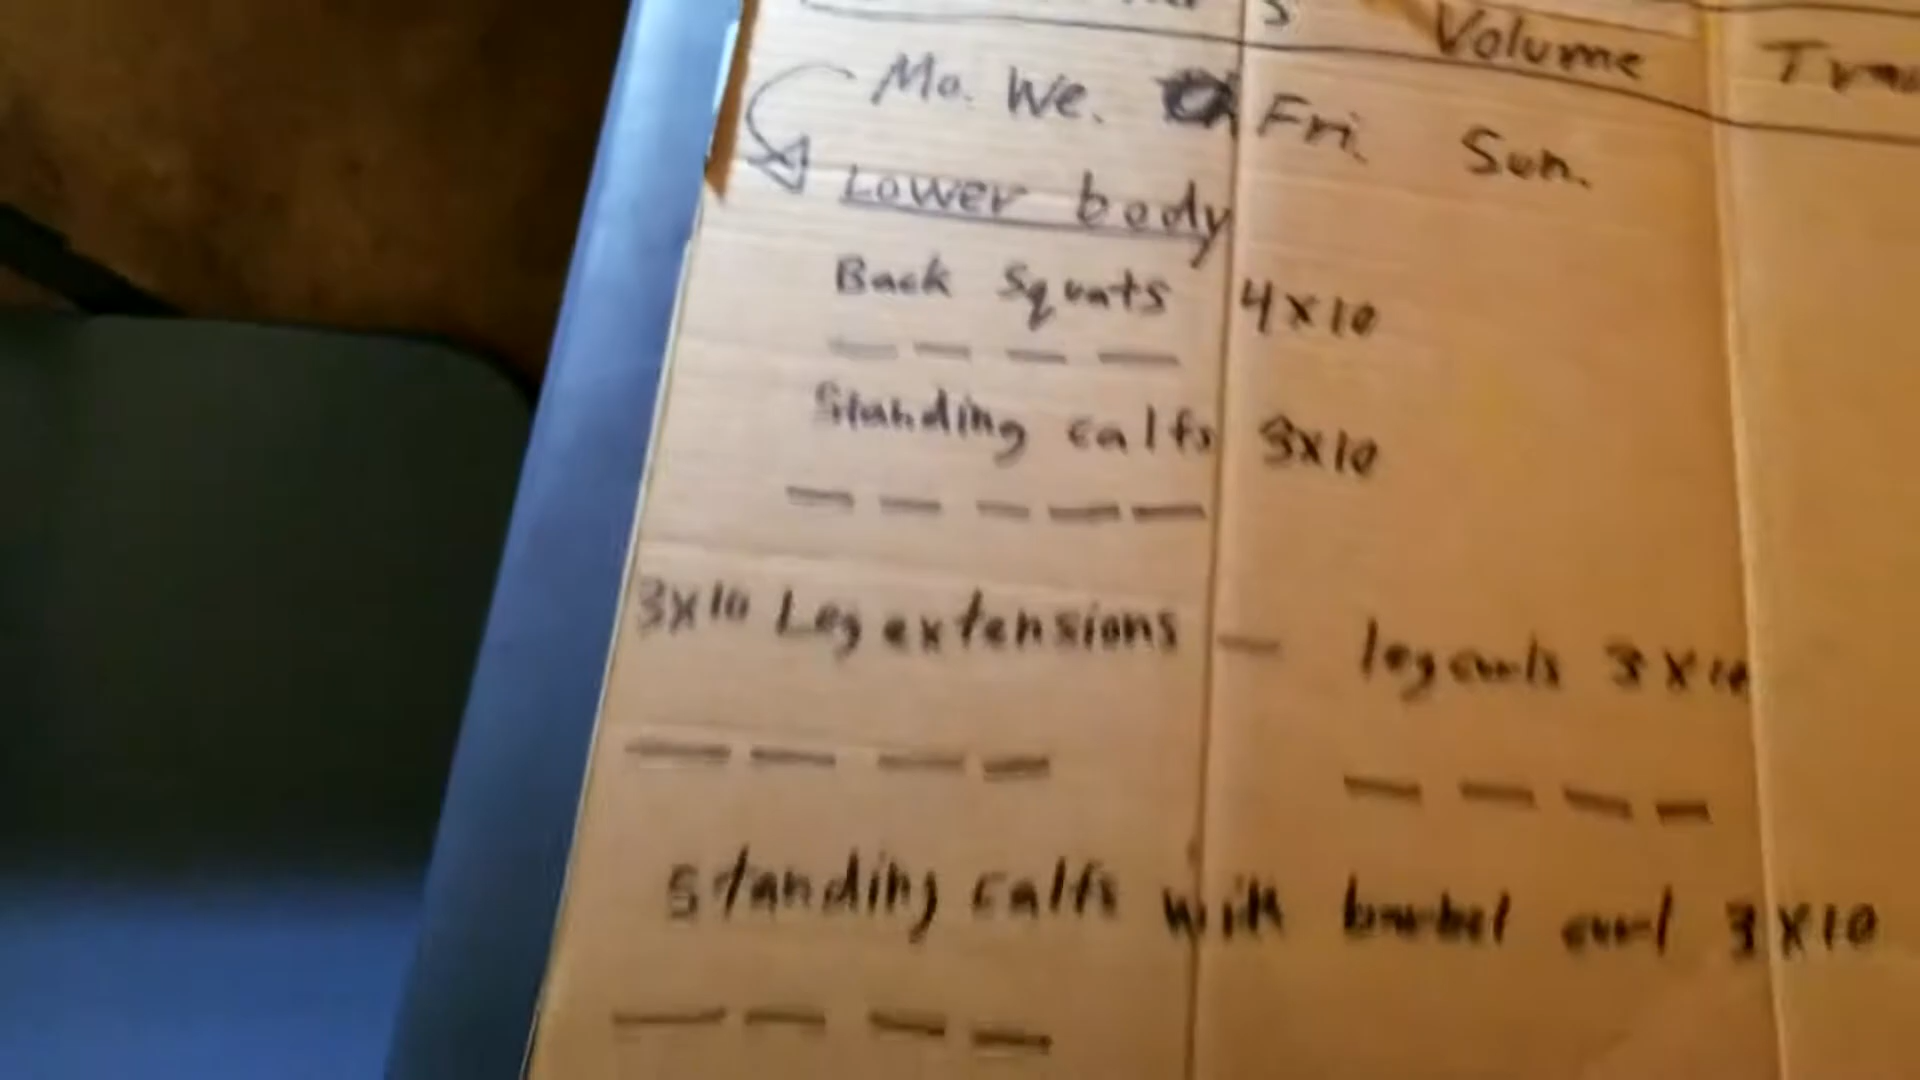 Volume
Mo. We. Fri. Sun.
Lower body
Back Squats 4x10
Standing calfs 3x10
3x10 Leg extensions — leg curls 3x10
Standing calfs with barbel curl 3x10